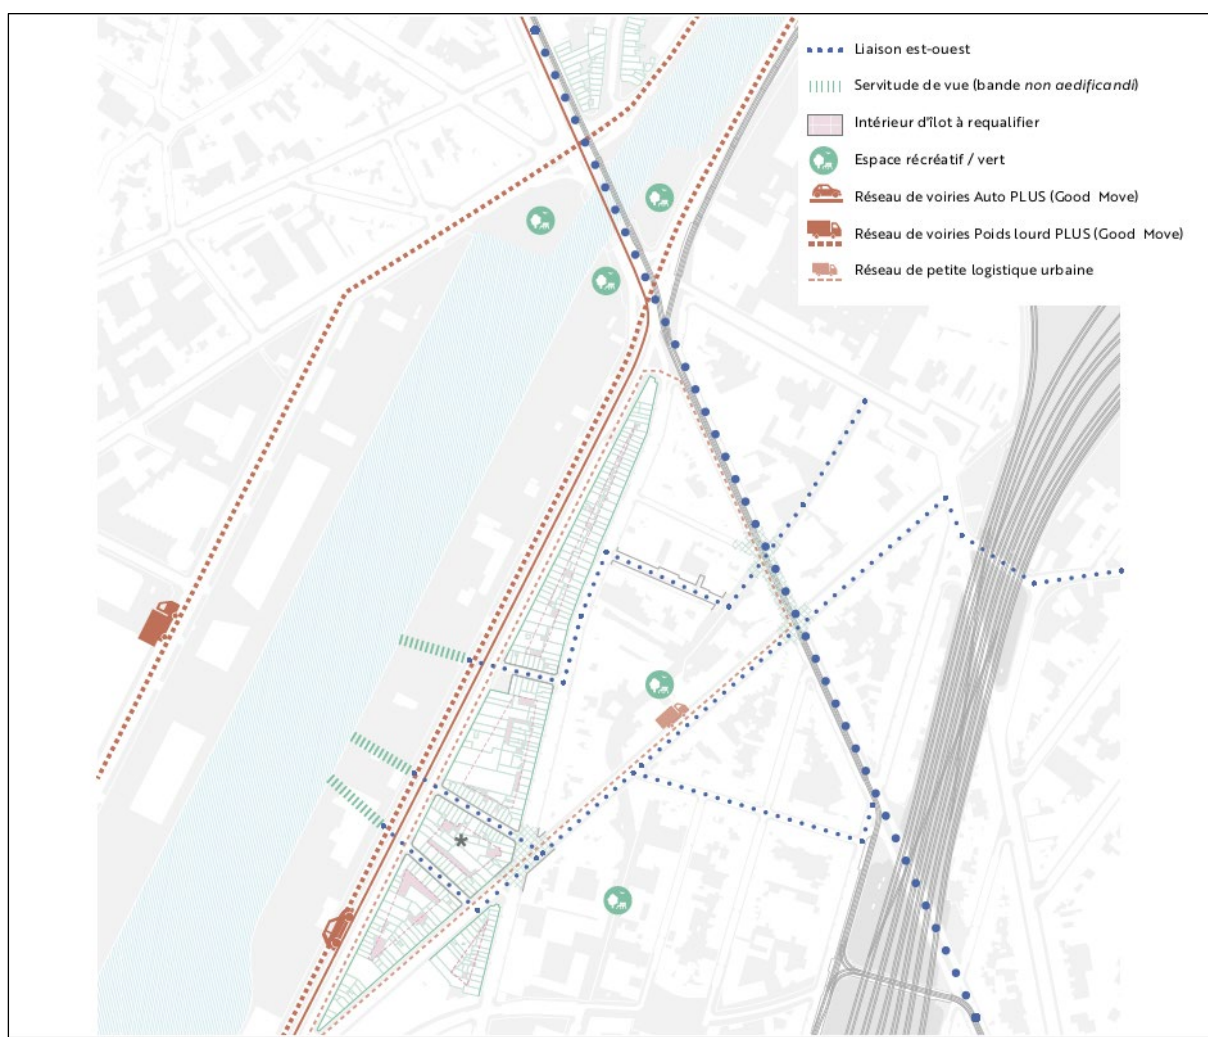 Liaison est-ouest
Servitude de vue (bande non aedificandi)
Intérieur d'îlot à requalifier
Espace récréatif / vert
Réseau de voiries Auto PLUS (Good Move)
Réseau de voiries Poids lourd PLUS (Good Move)
Réseau de petite logistique urbaine
*